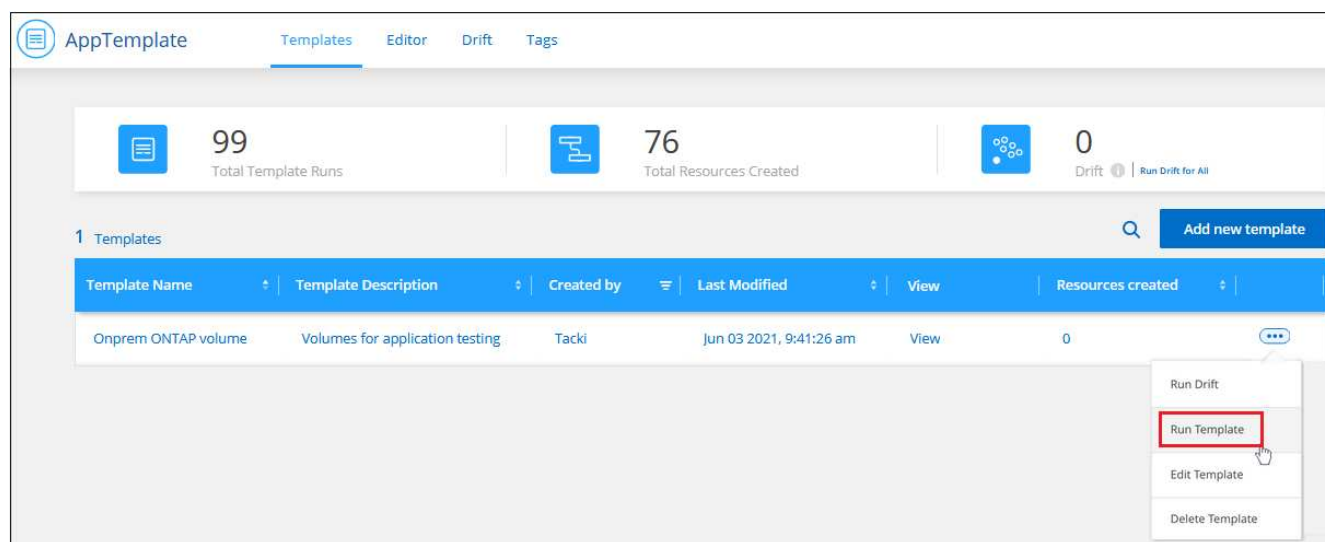 AppTemplate Templates Editor Drift Tags
99 76 0
Total Template Runs Total Resources Created Drift i | Run Drift for All
1 Templates Add new template
Template Name Template Description Created by Last Modified View Resources created
Onprem ONTAP volume Volumes for application testing Tacki Jun 03 2021, 9:41:26 am View 0
Run Drift
Run Template
Edit Template
Delete Template